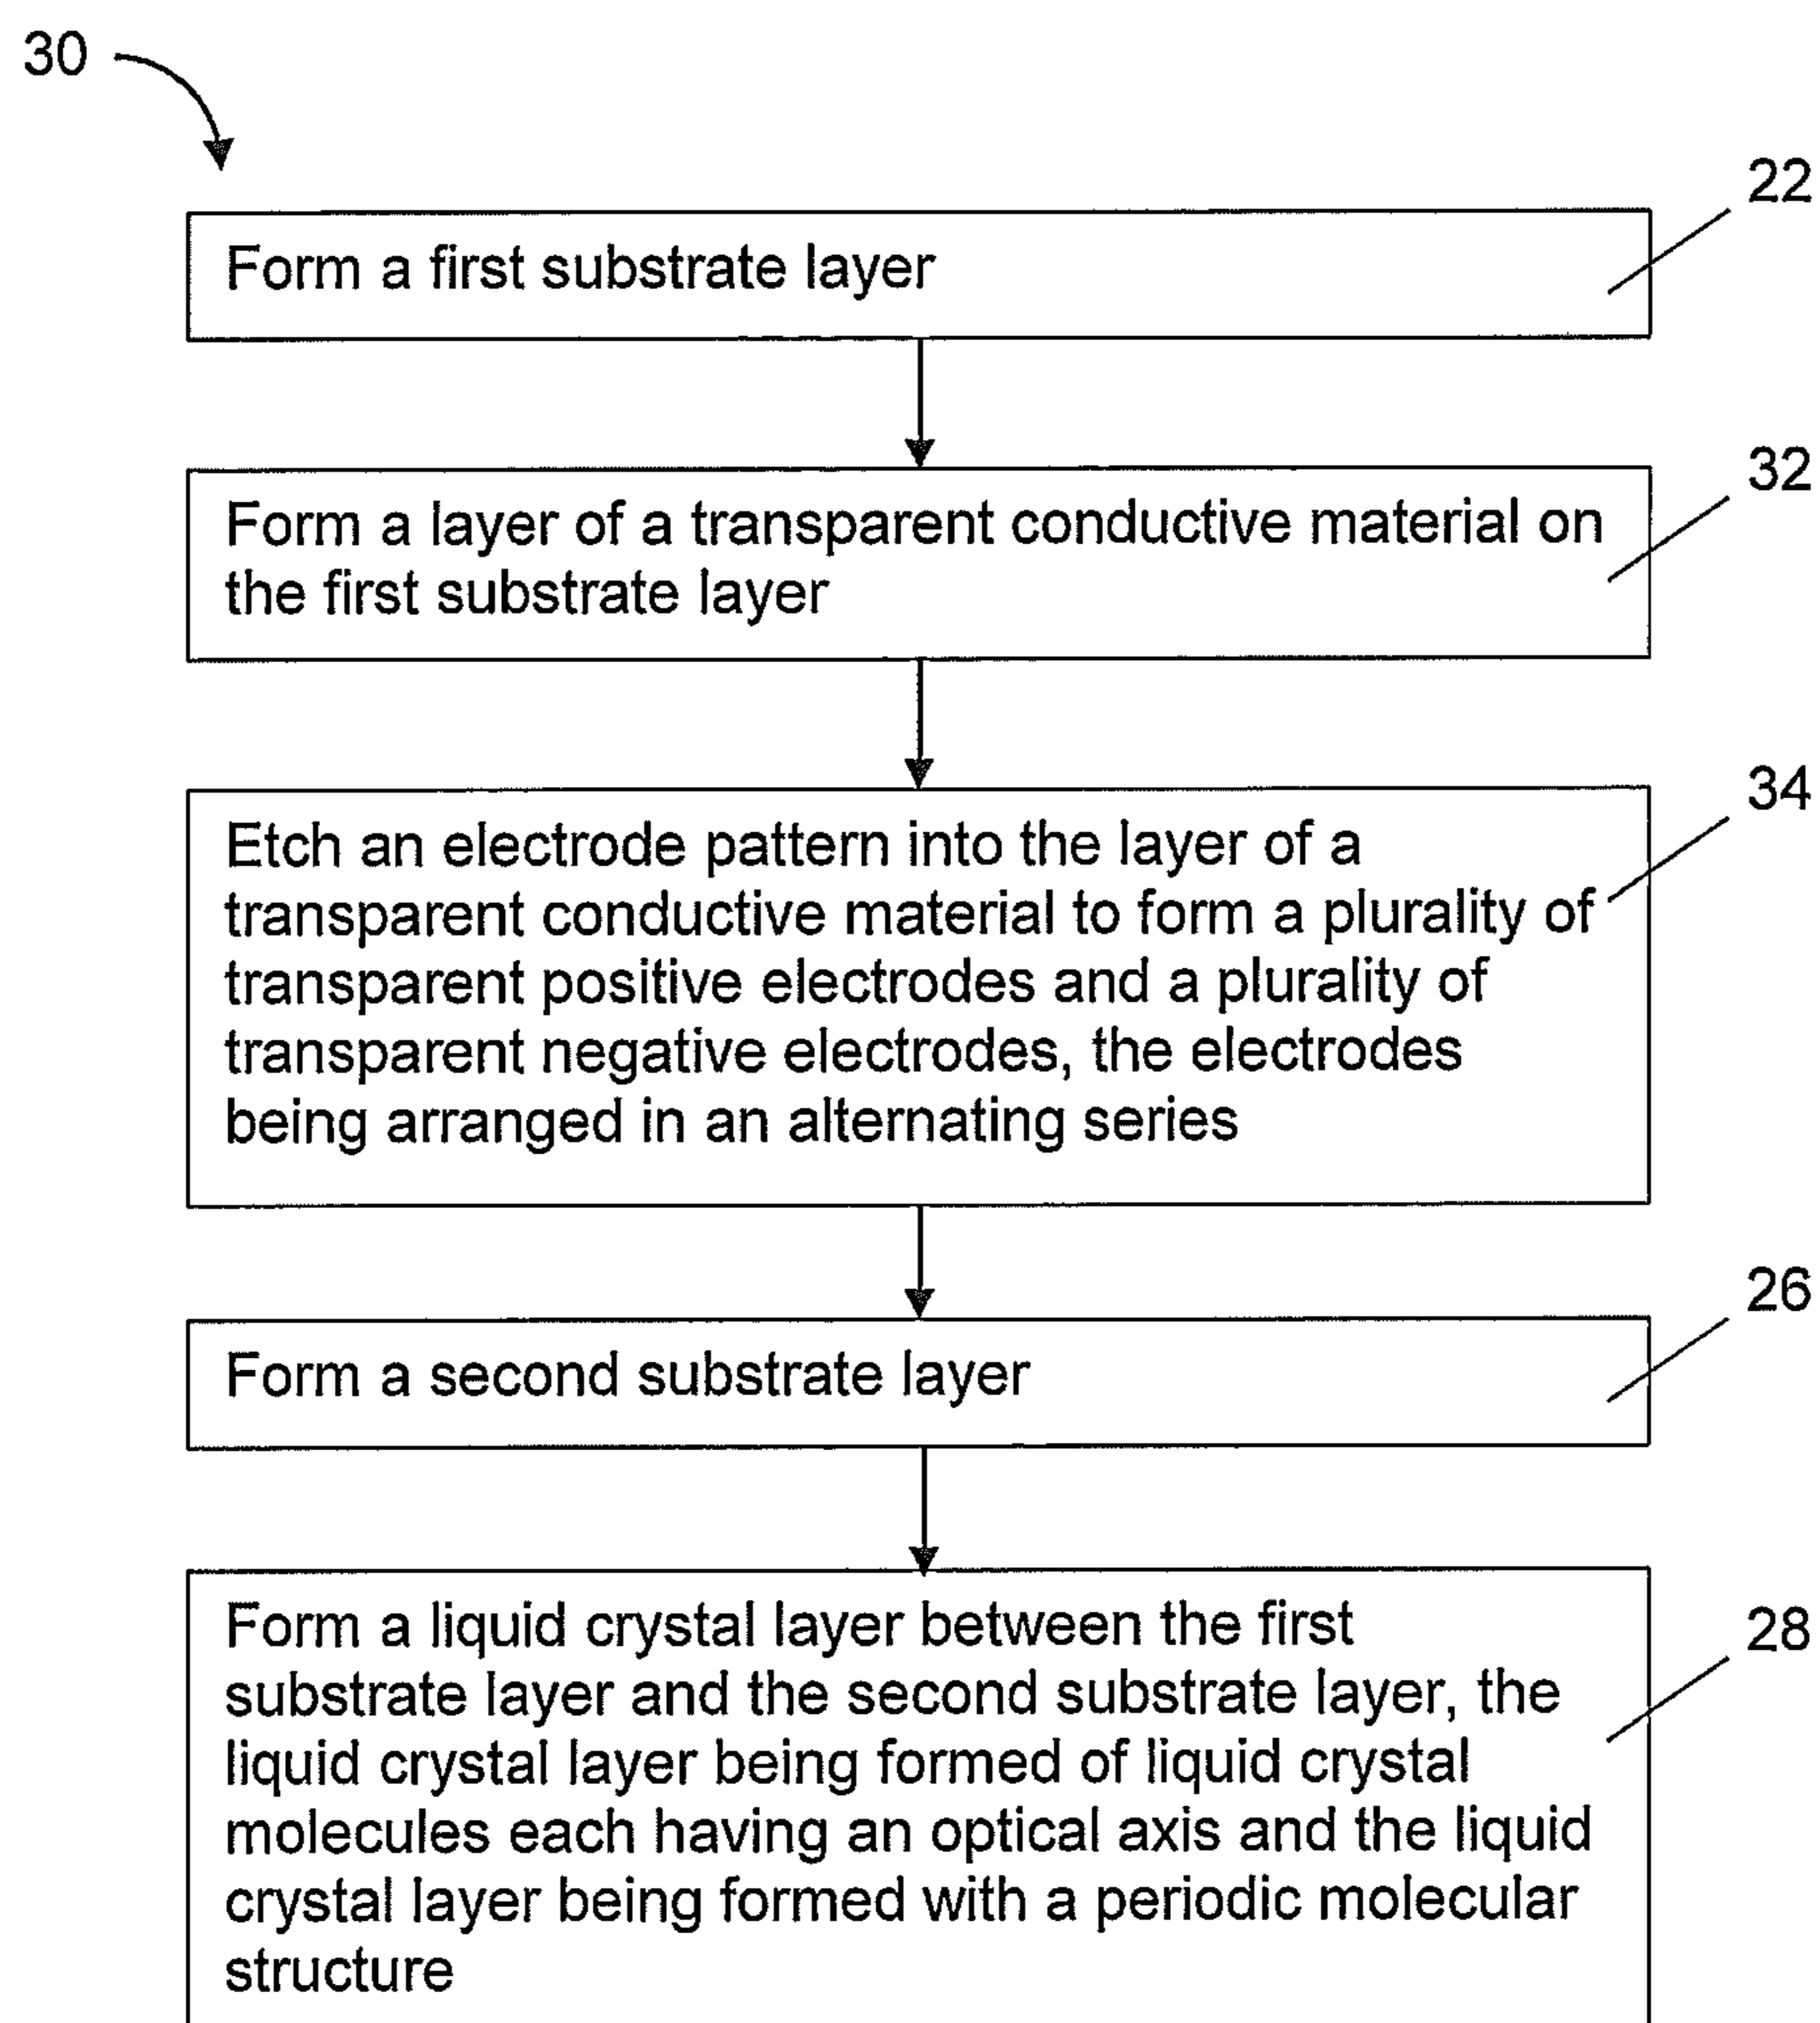 30
22
Form a first substrate layer
32
Form a layer of a transparent conductive material on
the first substrate layer
34
Etch an electrode pattern into the layer of a
transparent conductive material to form a plurality of
transparent positive electrodes and a plurality of
transparent negative electrodes, the electrodes
being arranged in an alternating series
26
Form a second substrate layer
28
Form a liquid crystal layer between the first
substrate layer and the second substrate layer, the
liquid crystal layer being formed of liquid crystal
molecules each having an optical axis and the liquid
crystal layer being formed with a periodic molecular
structure